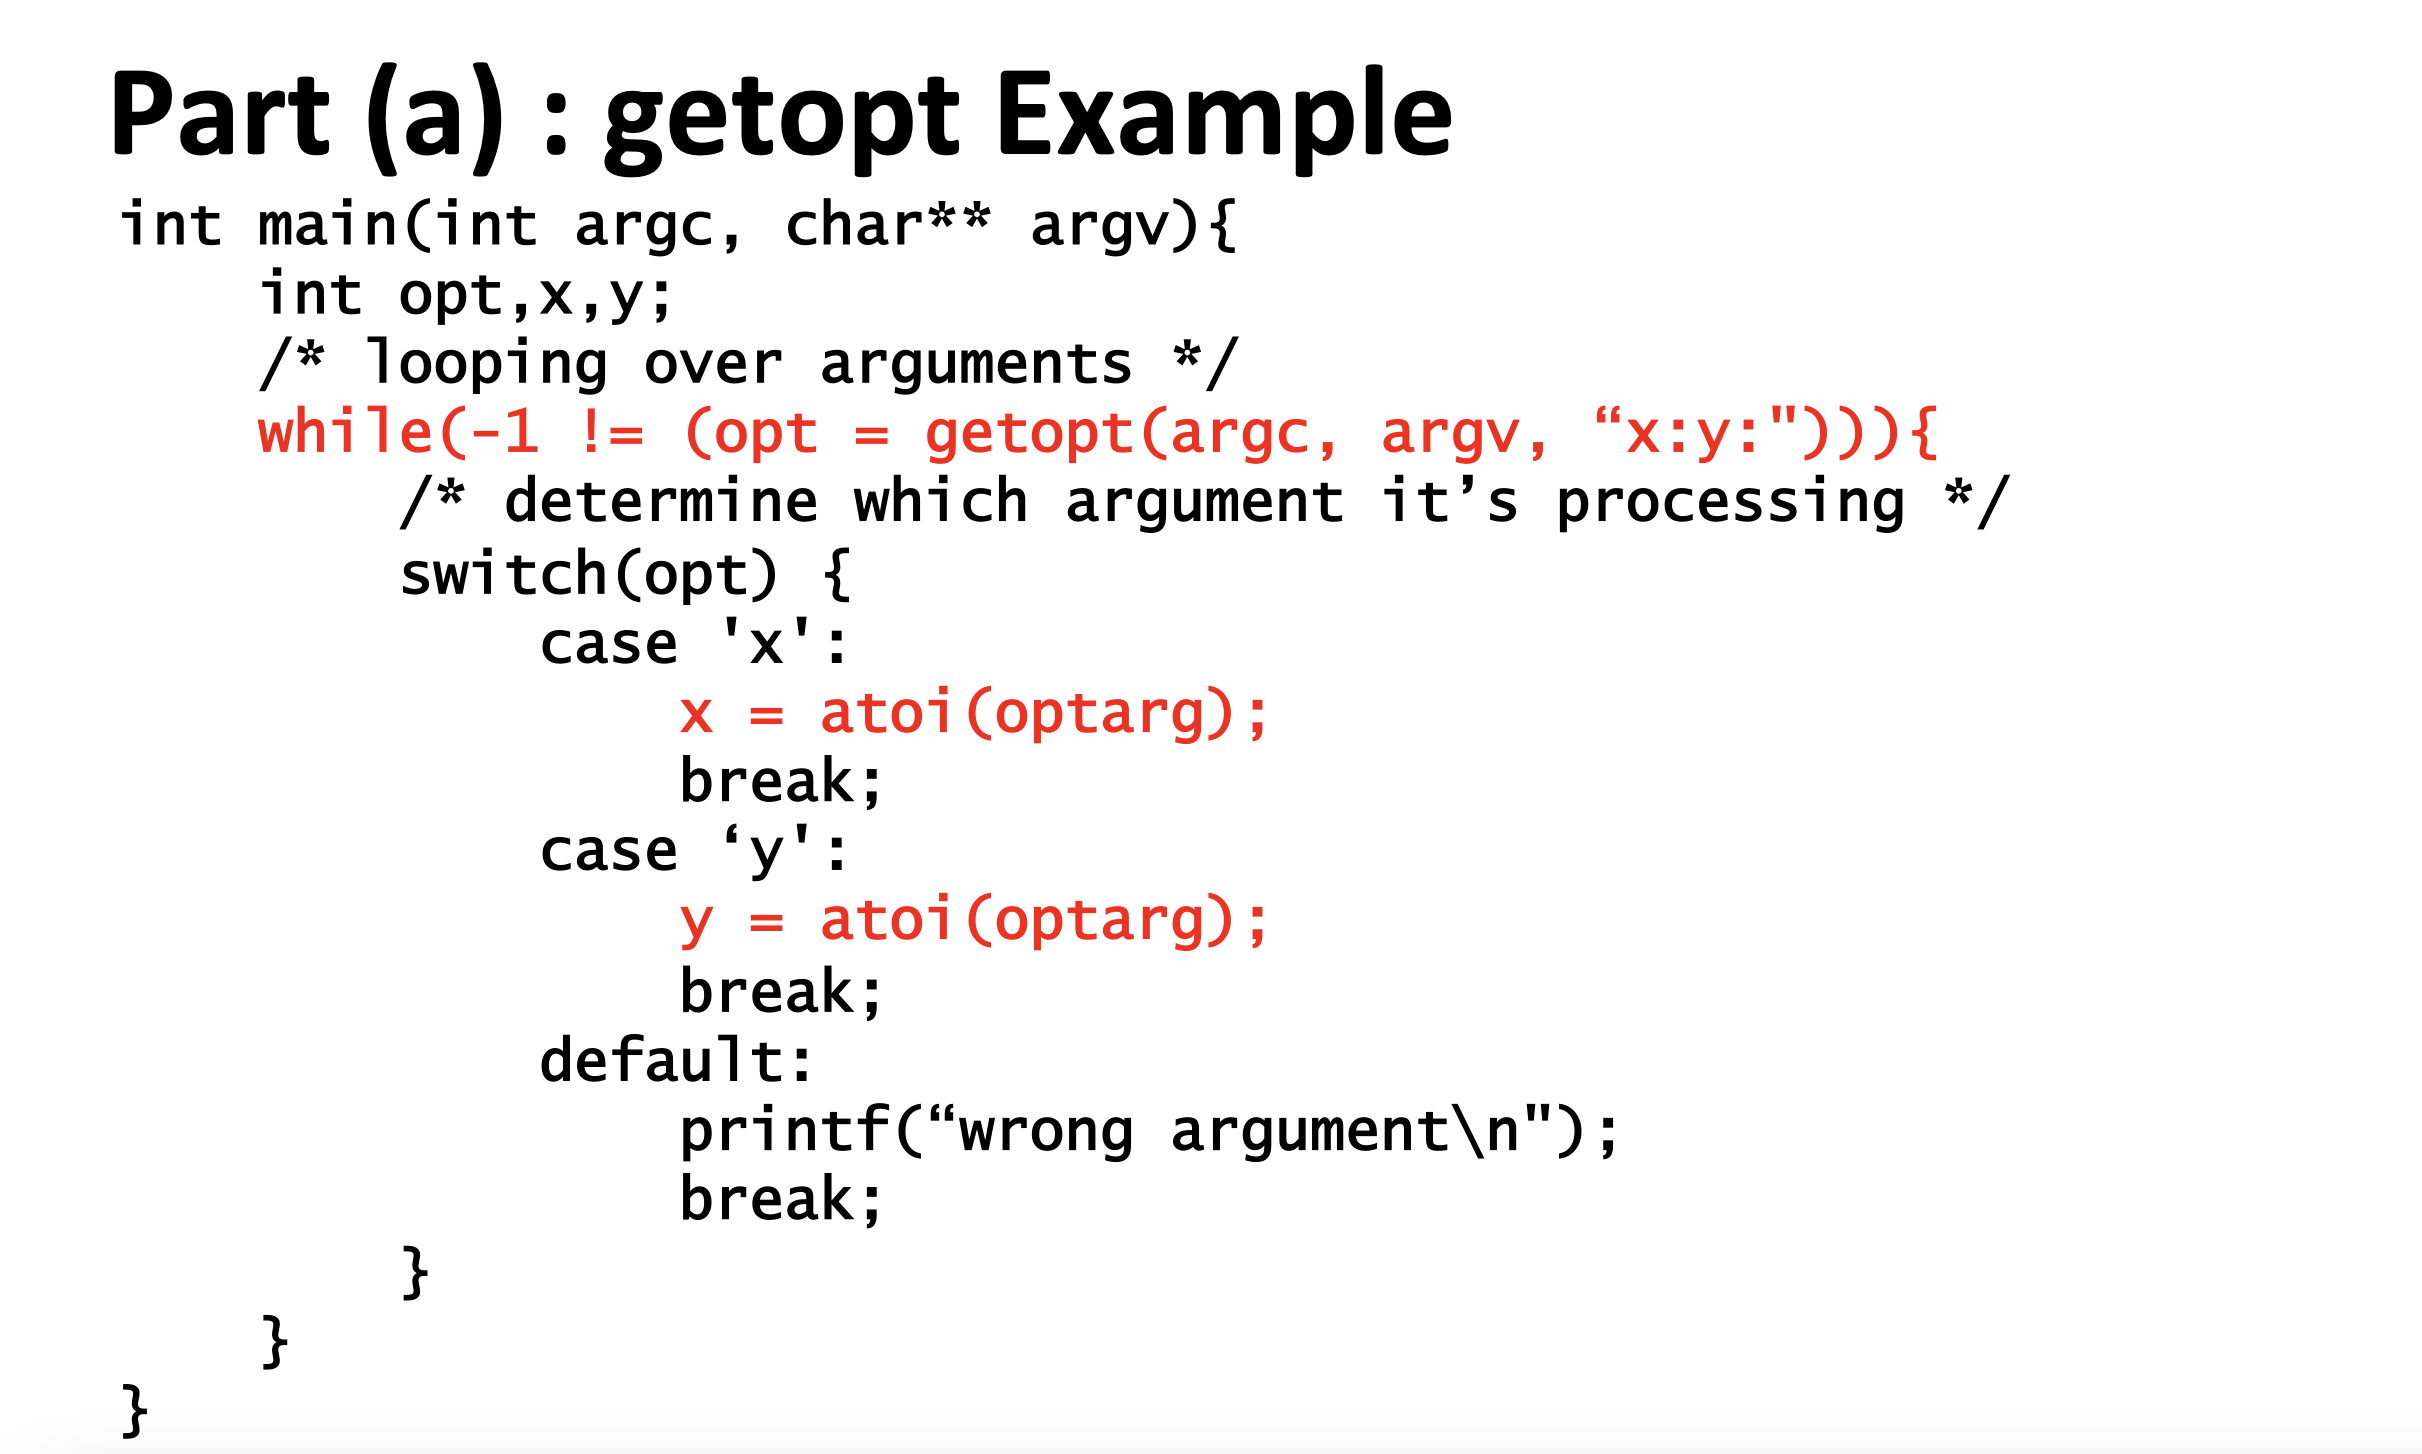 Part (a) : getopt Example
int main(int argc, char** argv){
    int opt,x,y;
    /* looping over arguments */
    while(-1 != (opt = getopt(argc, argv, “x:y:"))){
        /* determine which argument it’s processing */
        switch(opt) {
            case 'x':
                x = atoi(optarg);
                break;
            case ‘y':
                y = atoi(optarg);
                break;
            default:
                printf(“wrong argument\n");
                break;
        }
    }
}